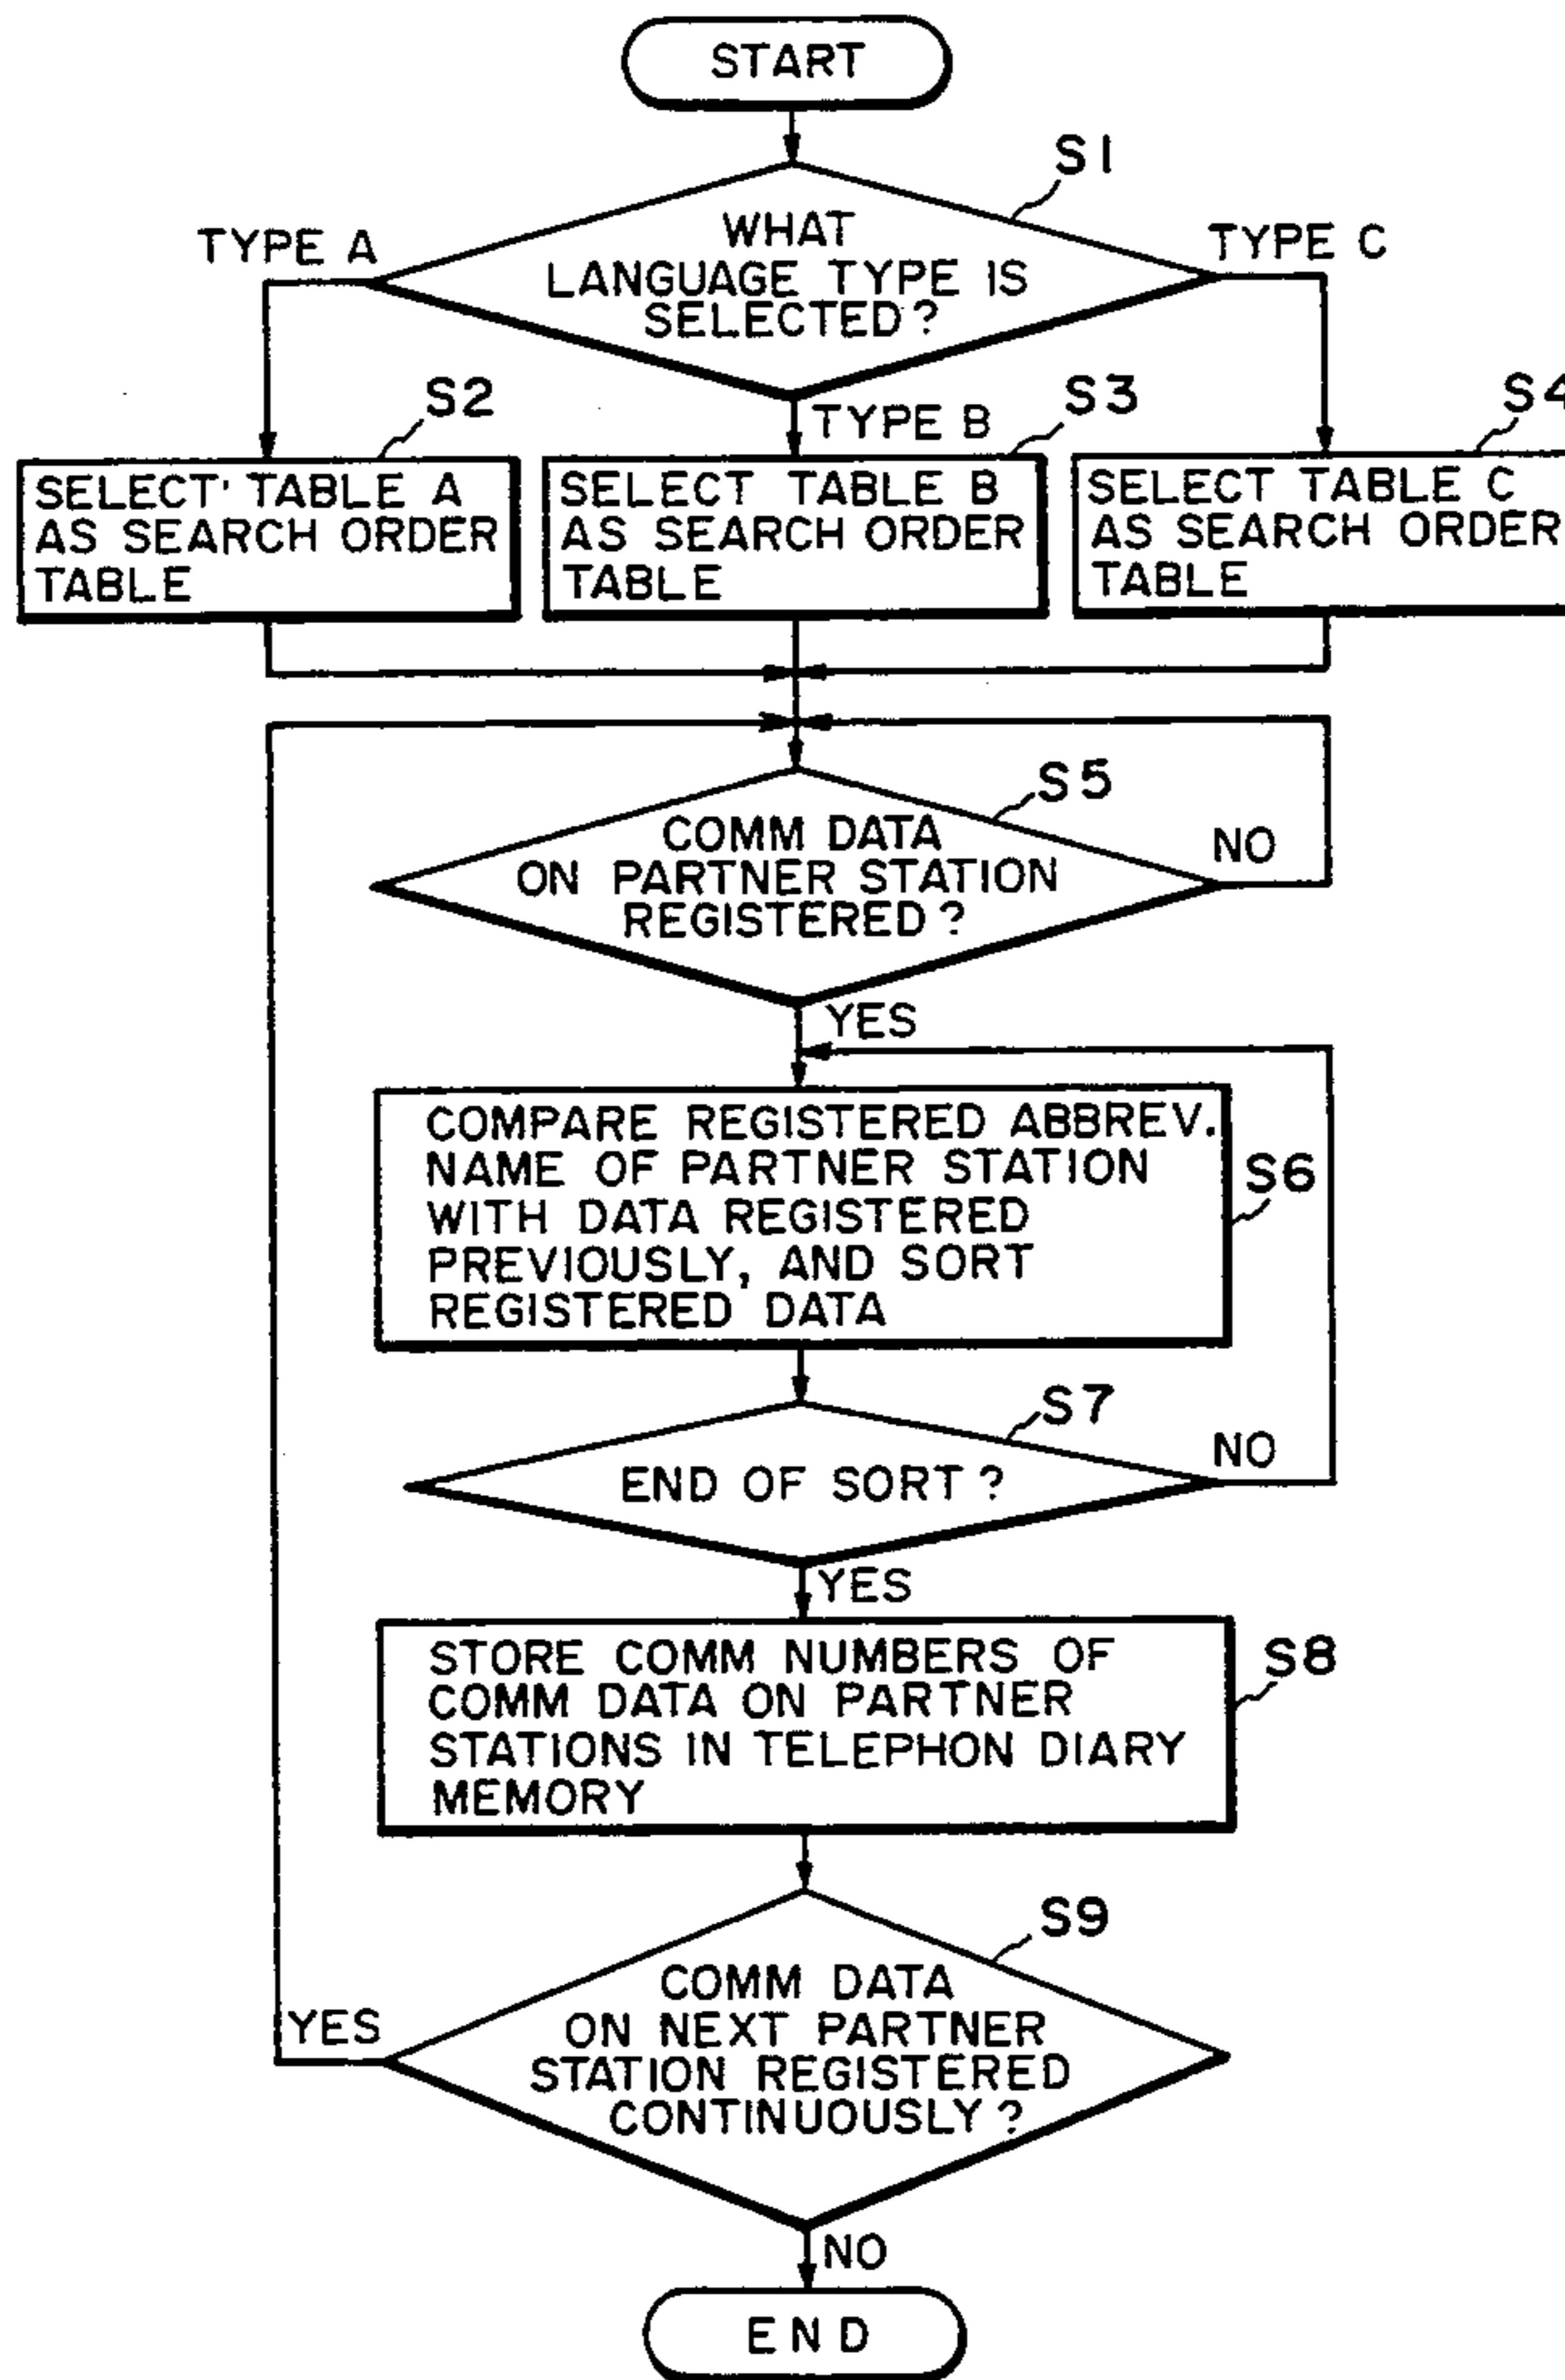 START
S1
WHAT
LANGUAGE TYPE IS
SELECTED?
TYPE A
TYPE C
TYPE B
S2
SELECT TABLE A
AS SEARCH ORDER
TABLE
S3
SELECT TABLE B
AS SEARCH ORDER
TABLE
S4
SELECT TABLE C
AS SEARCH ORDER
TABLE
S5
COMM DATA
ON PARTNER STATION
REGISTERED?
NO
YES
COMPARE REGISTERED ABBREV.
NAME OF PARTNER STATION
WITH DATA REGISTERED
PREVIOUSLY, AND SORT
REGISTERED DATA
S6
S7
END OF SORT?
NO
YES
STORE COMM NUMBERS OF
COMM DATA ON PARTNER
STATIONS IN TELEPHON DIARY
MEMORY
S8
S9
COMM DATA
ON NEXT PARTNER
STATION REGISTERED
CONTINUOUSLY?
YES
NO
END